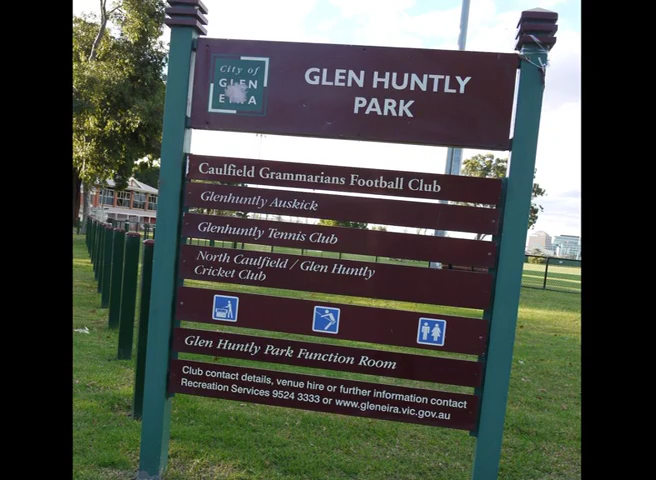 City of
GLEN
EIRA
GLEN HUNTLY
PARK
Caulfield Grammarians Football Club
Glenhuntly Auskick
Glenhuntly Tennis Club
North Caulfield / Glen Huntly
Cricket Club
Glen Huntly Park Function Room
Club contact details, venue hire or further information contact
Recreation Services 9524 3333 or www.gleneira.vic.gov.au